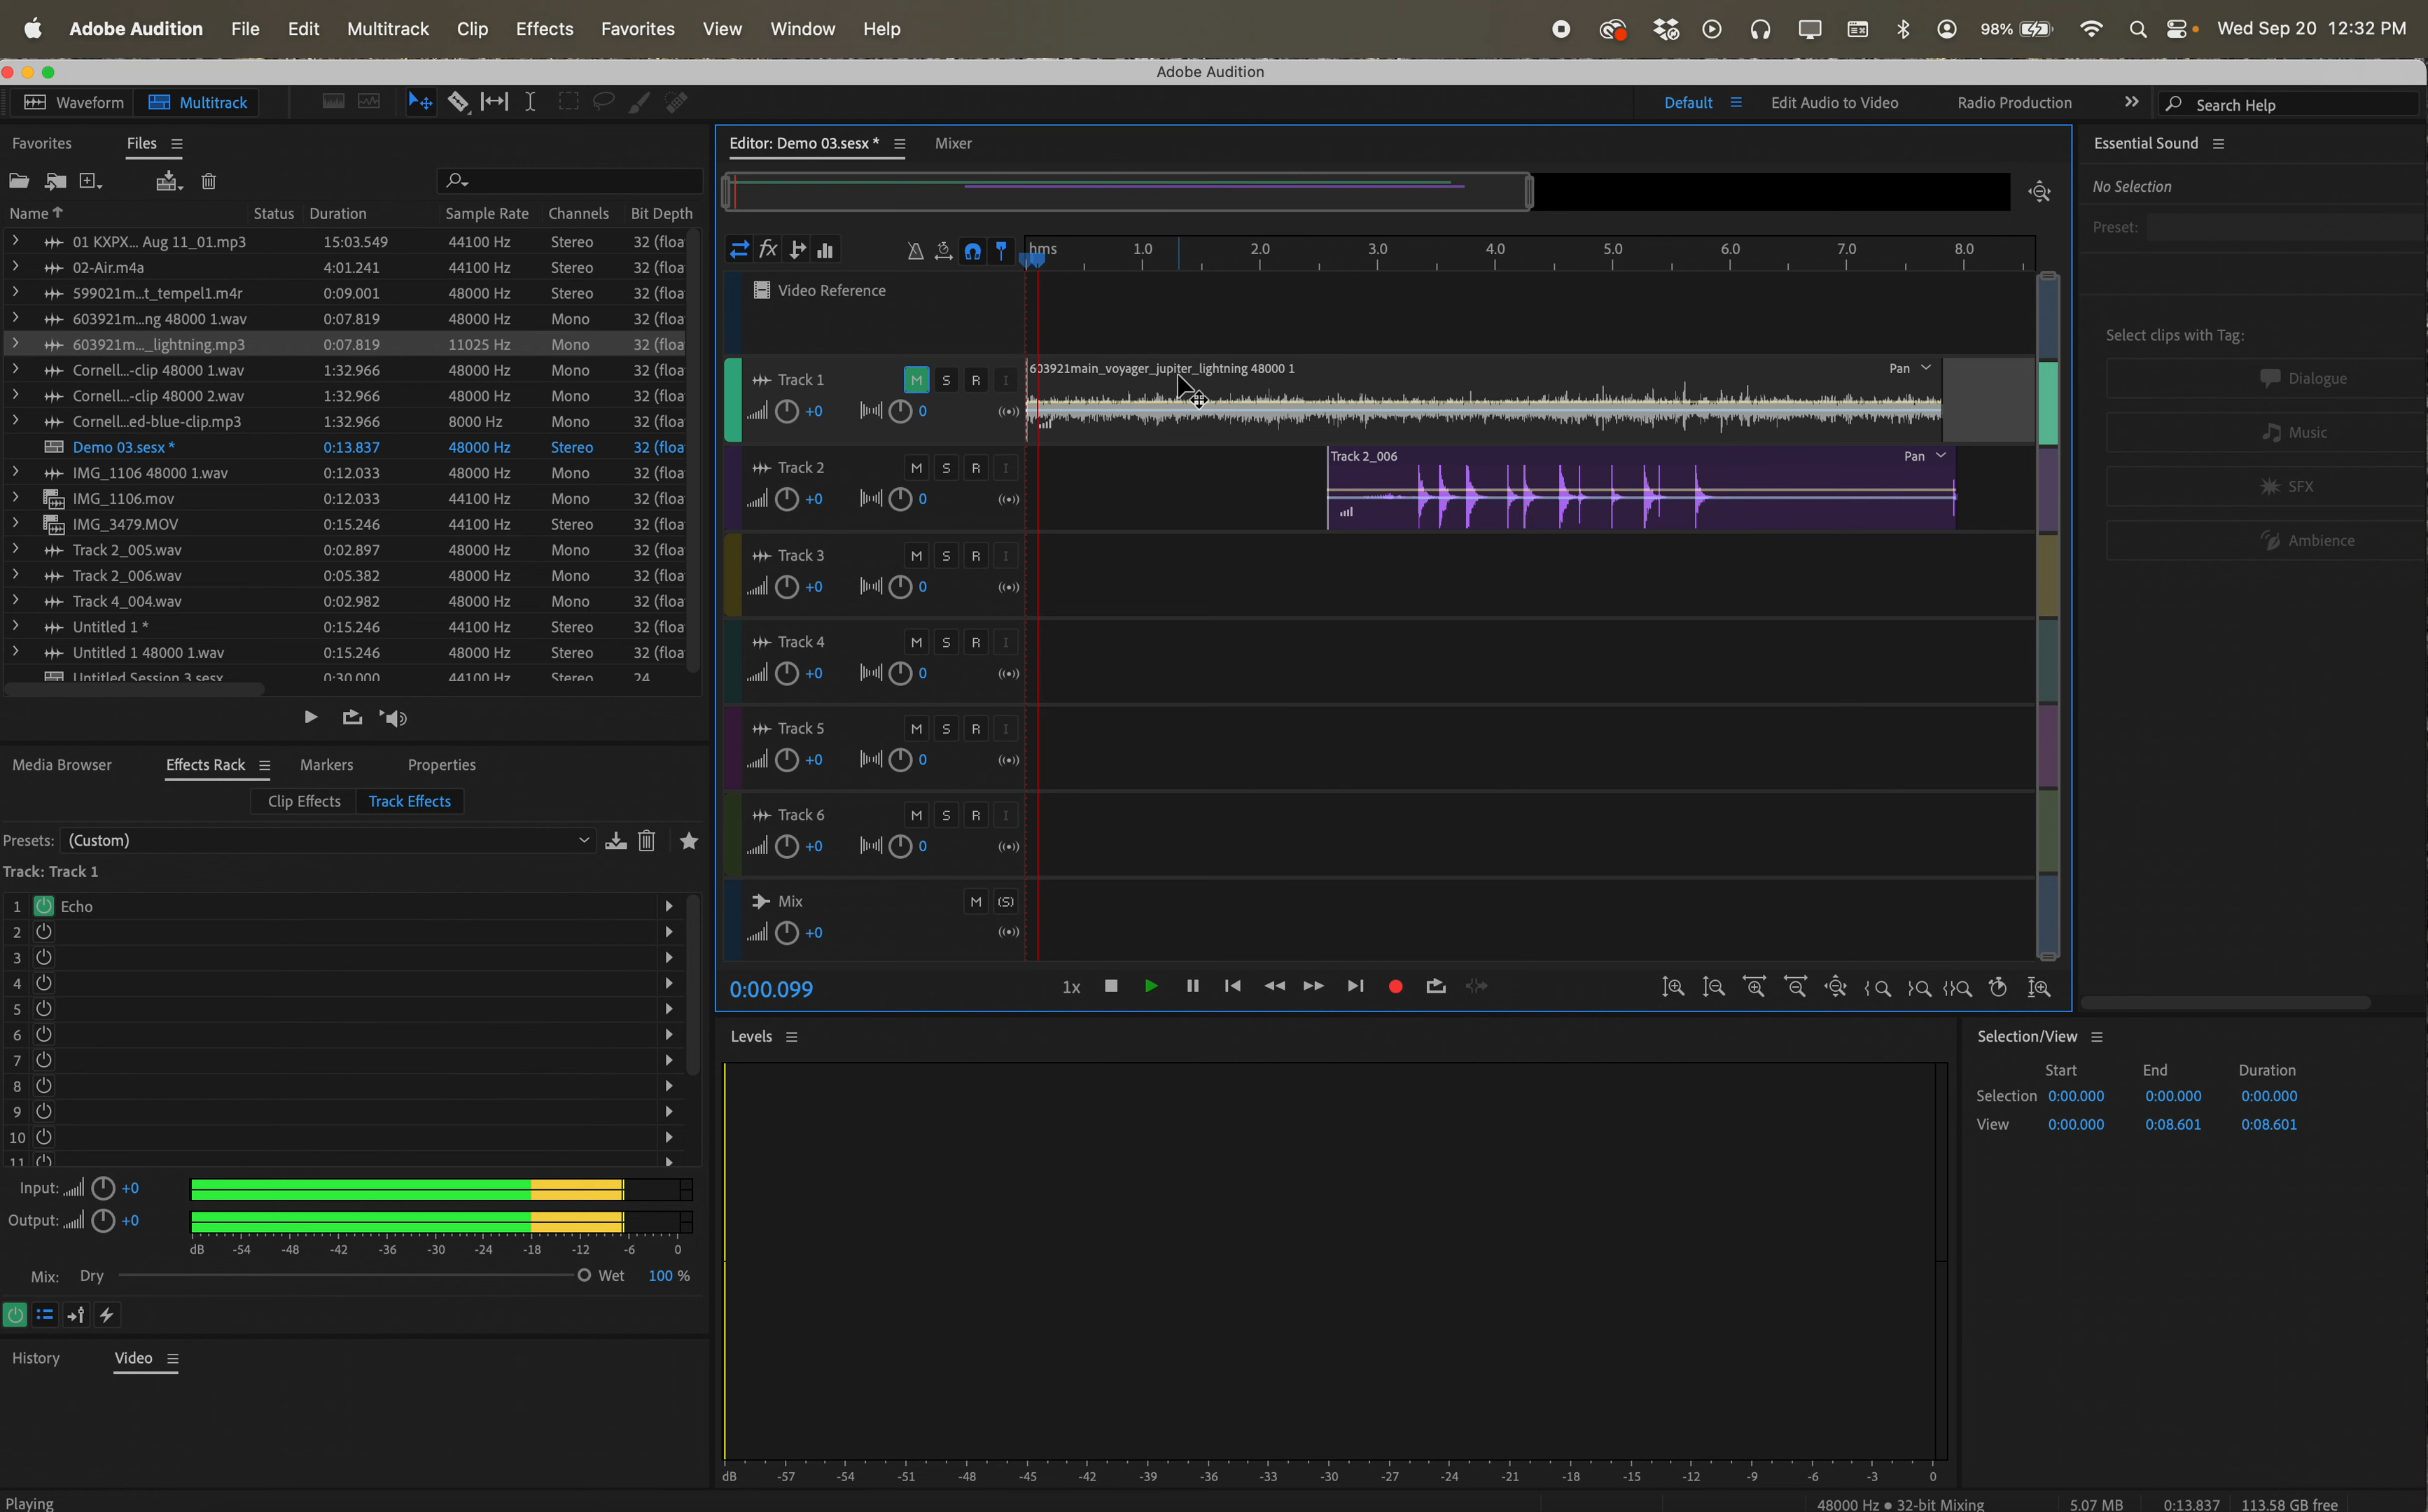 Adobe Audition File Edit Multitrack Clip Effects Favorites View Window Help 98% Wed Sep 20 12:32 PM
Adobe Audition
Waveform Multitrack Default Edit Audio to Video Radio Production Search Help
Favorites Files
Name Status Duration Sample Rate Channels Bit Depth
01 KXPX... Aug 11_01.mp3 15:03.549 44100 Hz Stereo 32 (floa
02-Air.m4a 4:01.241 44100 Hz Stereo 32 (floa
599021m...t_tempel1.m4r 0:09.001 48000 Hz Stereo 32 (floa
603921m...ng 48000 1.wav 0:07.819 48000 Hz Mono 32 (floa
603921m..._lightning.mp3 0:07.819 11025 Hz Mono 32 (floa
Cornell...-clip 48000 1.wav 1:32.966 48000 Hz Mono 32 (floa
Cornell...-clip 48000 2.wav 1:32.966 48000 Hz Mono 32 (floa
Cornell...ed-blue-clip.mp3 1:32.966 8000 Hz Mono 32 (floa
Demo 03.sesx * 0:13.837 48000 Hz Stereo 32 (floa
IMG_1106 48000 1.wav 0:12.033 48000 Hz Mono 32 (floa
IMG_1106.mov 0:12.033 44100 Hz Mono 32 (floa
IMG_3479.MOV 0:15.246 44100 Hz Stereo 32 (floa
Track 2_005.wav 0:02.897 48000 Hz Mono 32 (floa
Track 2_006.wav 0:05.382 48000 Hz Mono 32 (floa
Track 4_004.wav 0:02.982 48000 Hz Mono 32 (floa
Untitled 1 * 0:15.246 44100 Hz Stereo 32 (floa
Untitled 1 48000 1.wav 0:15.246 48000 Hz Stereo 32 (floa
Untitled Session 3.sesx 0:30.000 44100 Hz Stereo 24
Media Browser Effects Rack Markers Properties
Clip Effects Track Effects
Presets: (Custom)
Track: Track 1
1 Echo
2
3
4
5
6
7
8
9
10
11
Input: +0
Output: +0
dB -54 -48 -42 -36 -30 -24 -18 -12 -6 0
Mix: Dry Wet 100 %
History Video
Playing
Editor: Demo 03.sesx * Mixer
fx hms 1.0 2.0 3.0 4.0 5.0 6.0 7.0 8.0
Video Reference
Track 1 M S R I
+0 0
603921main_voyager_jupiter_lightning 48000 1 Pan
Track 2 M S R I
+0 0
Track 2_006 Pan
Track 3 M S R I
+0 0
Track 4 M S R I
+0 0
Track 5 M S R I
+0 0
Track 6 M S R I
+0 0
Mix M (S)
+0
0:00.099 1x
Levels
dB -57 -54 -51 -48 -45 -42 -39 -36 -33 -30 -27 -24 -21 -18 -15 -12 -9 -6 -3 0
Essential Sound
No Selection
Preset:
Select clips with Tag:
Dialogue
Music
SFX
Ambience
Selection/View
Start End Duration
Selection 0:00.000 0:00.000 0:00.000
View 0:00.000 0:08.601 0:08.601
48000 Hz ● 32-bit Mixing 5.07 MB 0:13.837 113.58 GB free